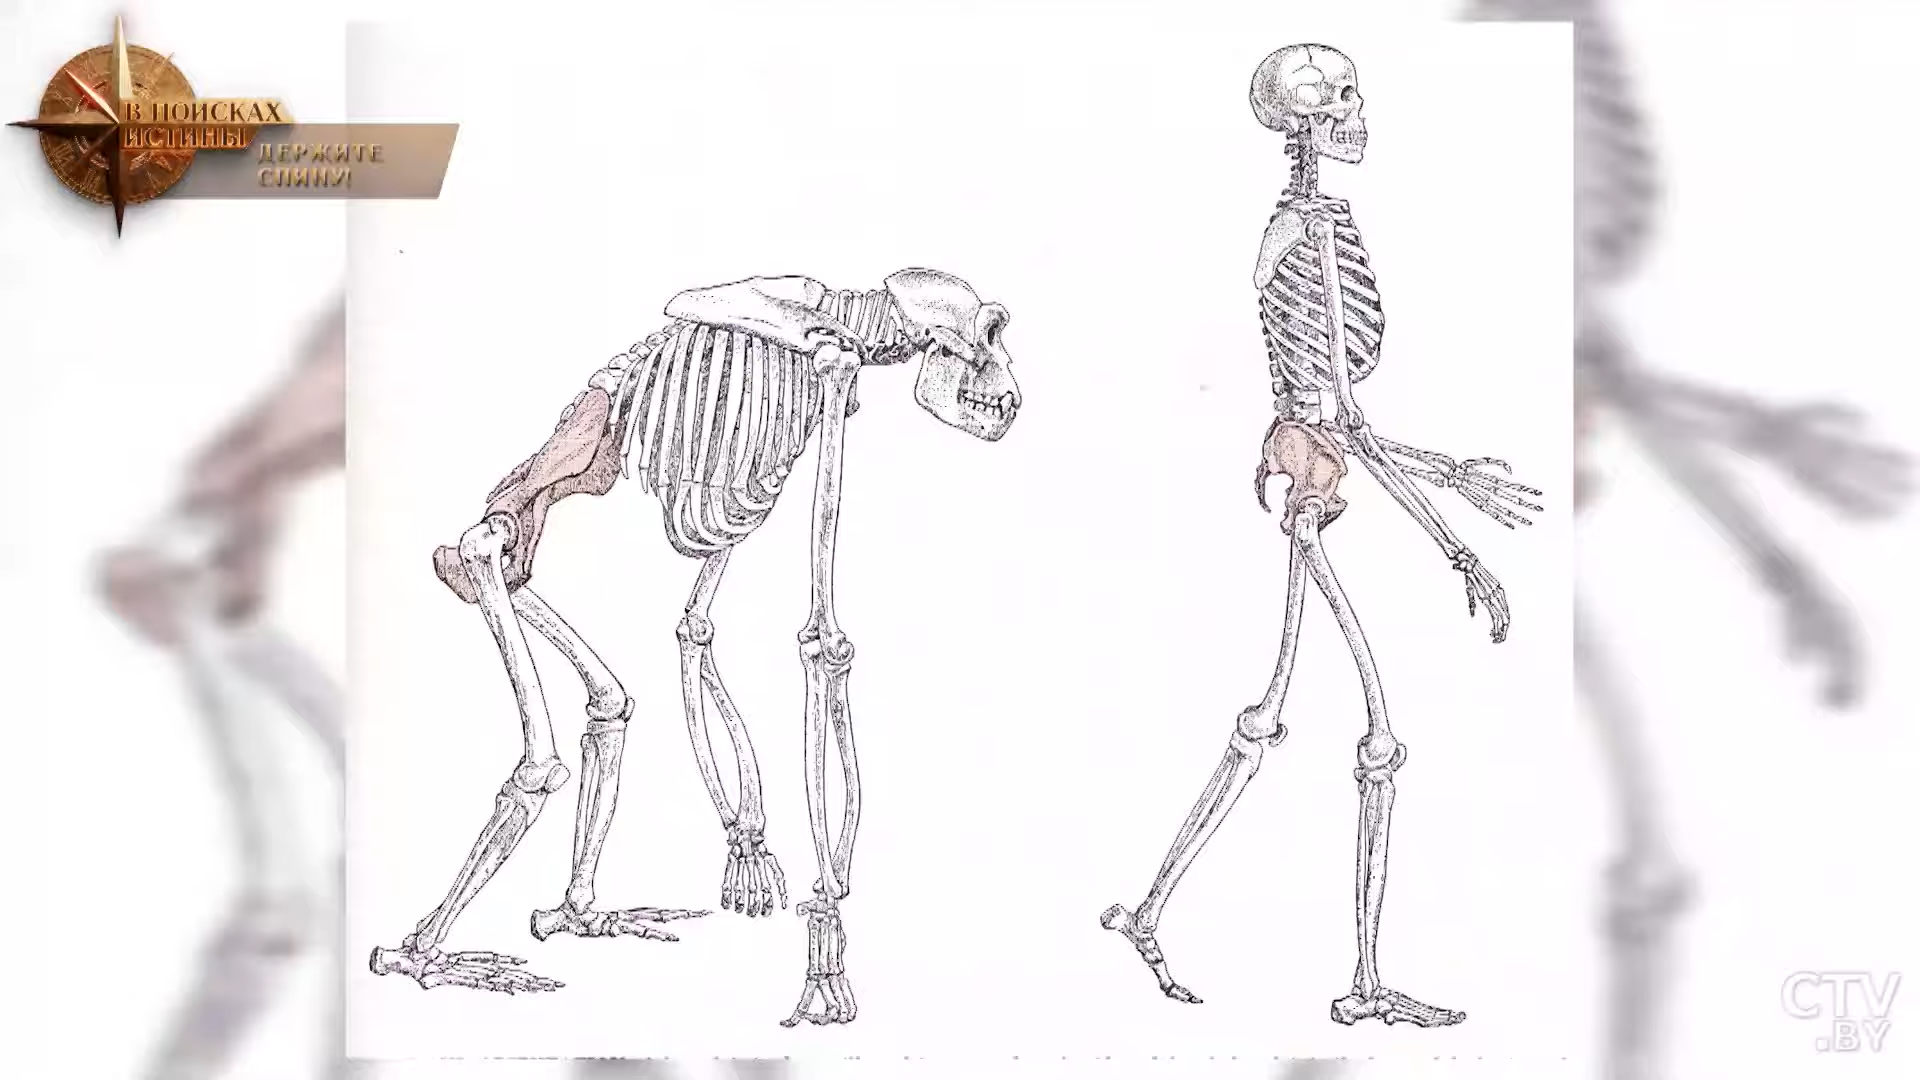 В ПОИСКАХ
ИСТИНЫ
ДЕРЖИТЕ
СПИНУ!
CTV
.BY